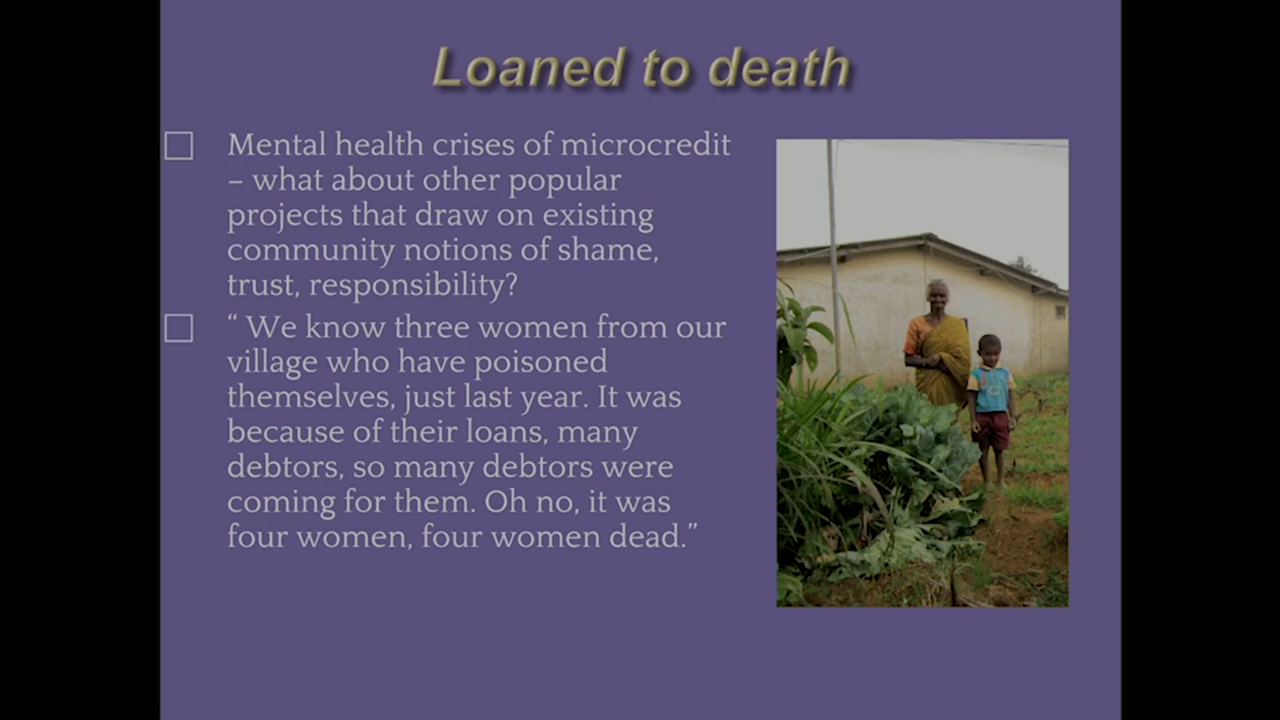 Loaned to death
Mental health crises of microcredit
– what about other popular
projects that draw on existing
community notions of shame,
trust, responsibility?
“ We know three women from our
village who have poisoned
themselves, just last year. It was
because of their loans, many
debtors, so many debtors were
coming for them. Oh no, it was
four women, four women dead.”